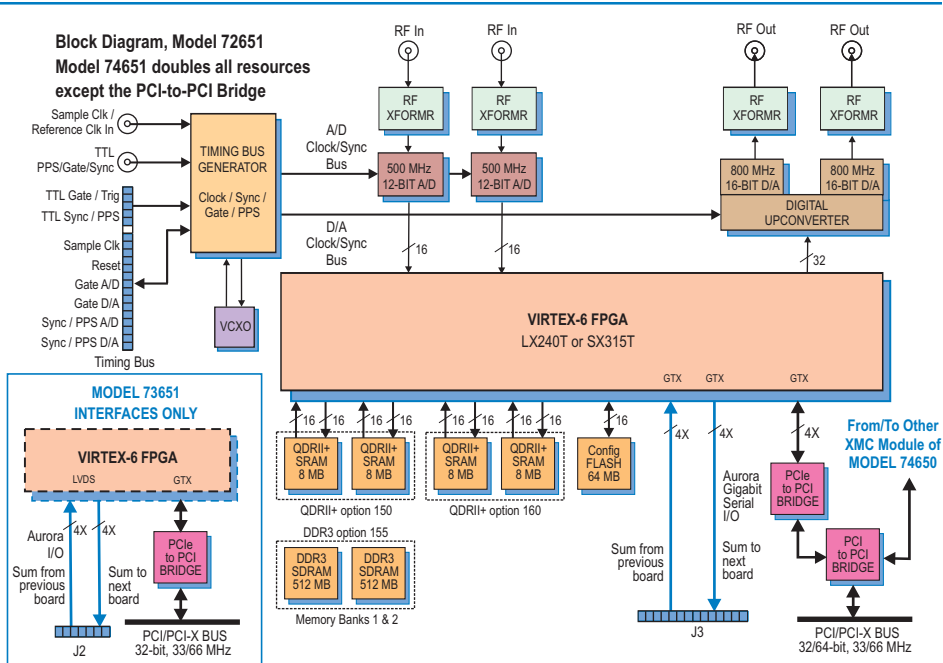 Block Diagram, Model 72651
Model 74651 doubles all resources
except the PCI-to-PCI Bridge
RF In
RF In
RF Out
RF Out
Sample Clk /
Reference Clk In
TTL
PPS/Gate/Sync
TTL Gate / Trig
TTL Sync / PPS
Sample Clk
Reset
Gate A/D
Gate D/A
Sync / PPS A/D
Sync / PPS D/A
Timing Bus
TIMING BUS
GENERATOR
Clock / Sync /
Gate / PPS
VCXO
A/D
Clock/Sync
Bus
D/A
Clock/Sync
Bus
RF
XFORMR
RF
XFORMR
RF
XFORMR
RF
XFORMR
500 MHz
12-BIT A/D
500 MHz
12-BIT A/D
800 MHz
16-BIT D/A
800 MHz
16-BIT D/A
DIGITAL
UPCONVERTER
16
16
32
VIRTEX-6 FPGA
LX240T or SX315T
GTX
GTX
GTX
16
16
16
16
16
16
16
16
16
4X
4X
4X
QDRII+
SRAM
8 MB
QDRII+
SRAM
8 MB
QDRII+
SRAM
8 MB
QDRII+
SRAM
8 MB
Config
FLASH
64 MB
QDRII+ option 150
QDRII+ option 160
DDR3 option 155
DDR3
SDRAM
512 MB
DDR3
SDRAM
512 MB
Memory Banks 1 & 2
Sum from
previous
board
Sum to
next
board
J3
Aurora
Gigabit
Serial
I/O
PCIe
to PCI
BRIDGE
PCI
to PCI
BRIDGE
From/To Other
XMC Module of
MODEL 74650
PCI/PCI-X BUS
32/64-bit, 33/66 MHz
MODEL 73651
INTERFACES ONLY
VIRTEX-6 FPGA
LVDS
GTX
Aurora
I/O
4X
4X
4X
Sum from
previous
board
Sum to
next
board
PCIe
to PCI
BRIDGE
J2
PCI/PCI-X BUS
32-bit, 33/66 MHz